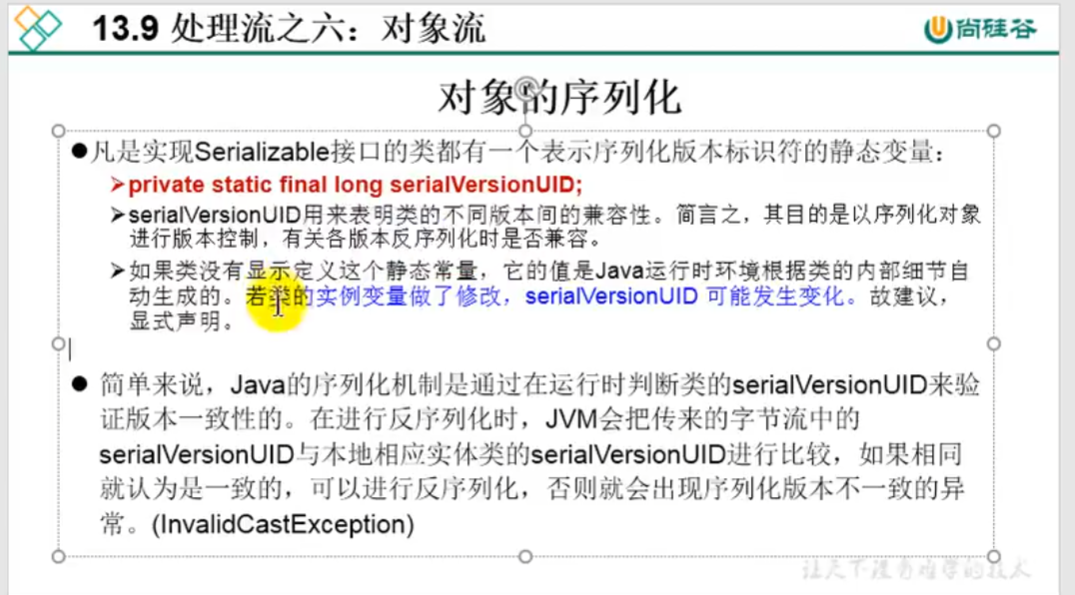 13.9 处理流之六：对象流
尚硅谷
对象的序列化
●凡是实现Serializable接口的类都有一个表示序列化版本标识符的静态变量：
➢private static final long serialVersionUID;
➢serialVersionUID用来表明类的不同版本间的兼容性。简言之，其目的是以序列化对象
进行版本控制，有关各版本反序列化时是否兼容。
➢如果类没有显示定义这个静态常量，它的值是Java运行时环境根据类的内部细节自
动生成的。若类的实例变量做了修改，serialVersionUID 可能发生变化。故建议，
显式声明。
● 简单来说，Java的序列化机制是通过在运行时判断类的serialVersionUID来验
证版本一致性的。在进行反序列化时，JVM会把传来的字节流中的
serialVersionUID与本地相应实体类的serialVersionUID进行比较，如果相同
就认为是一致的，可以进行反序列化，否则就会出现序列化版本不一致的异
常。(InvalidCastException)
让天下没有难学的技术